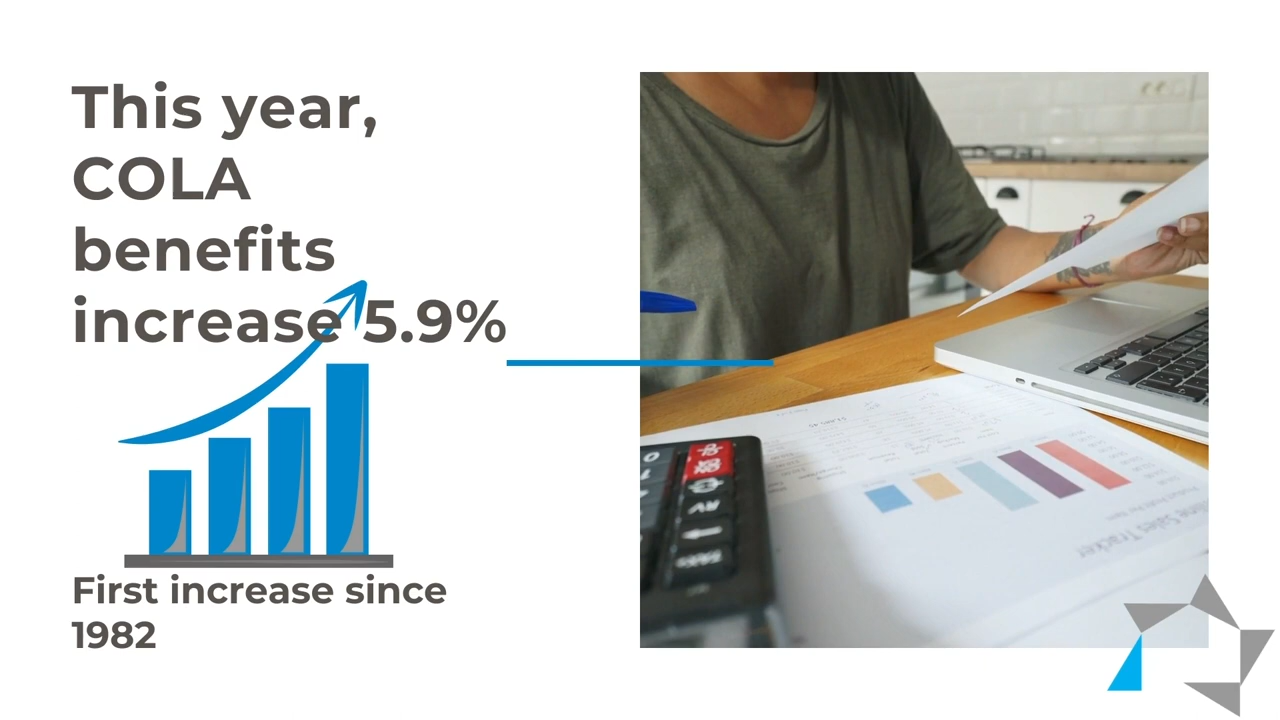 This year,
COLA
benefits
increase 5.9%
First increase since
1982